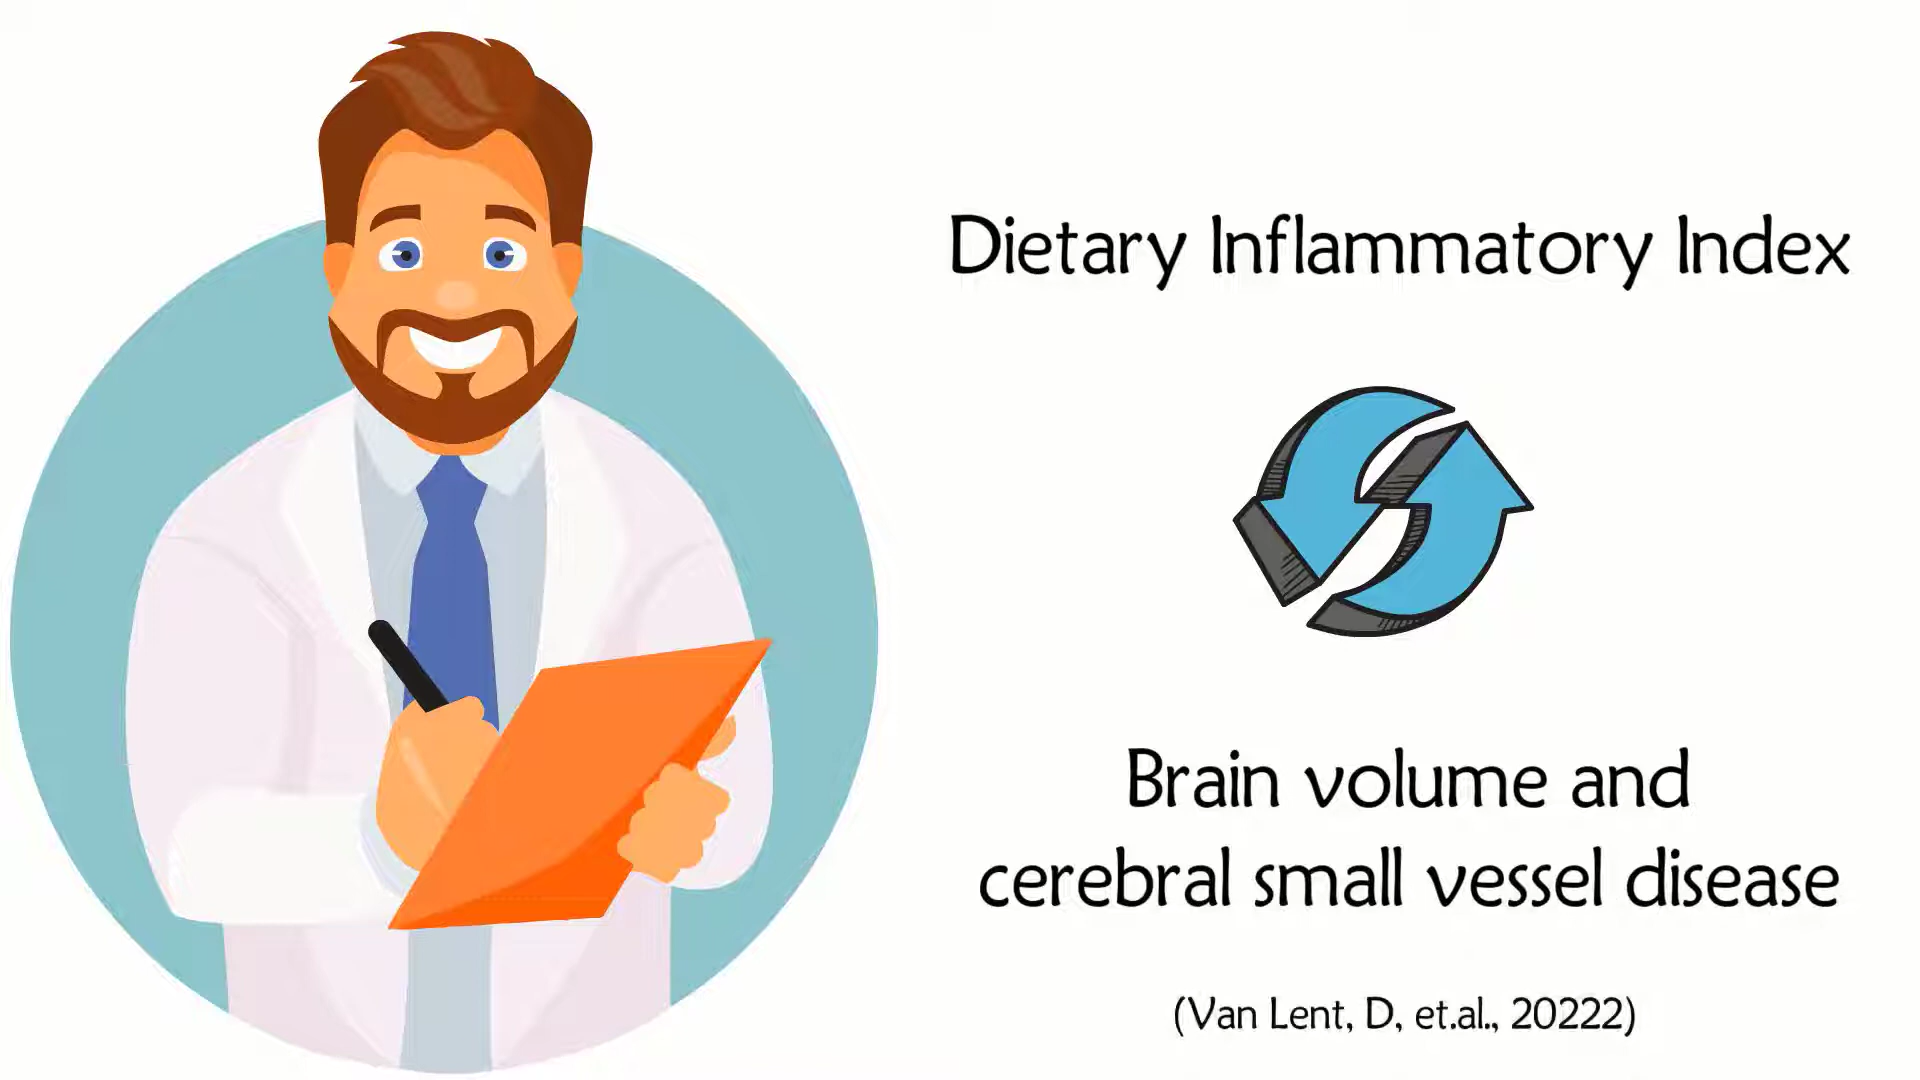 Dietary Inflammatory Index
Brain volume and
cerebral small vessel disease
(Van Lent, D, et.al., 20222)